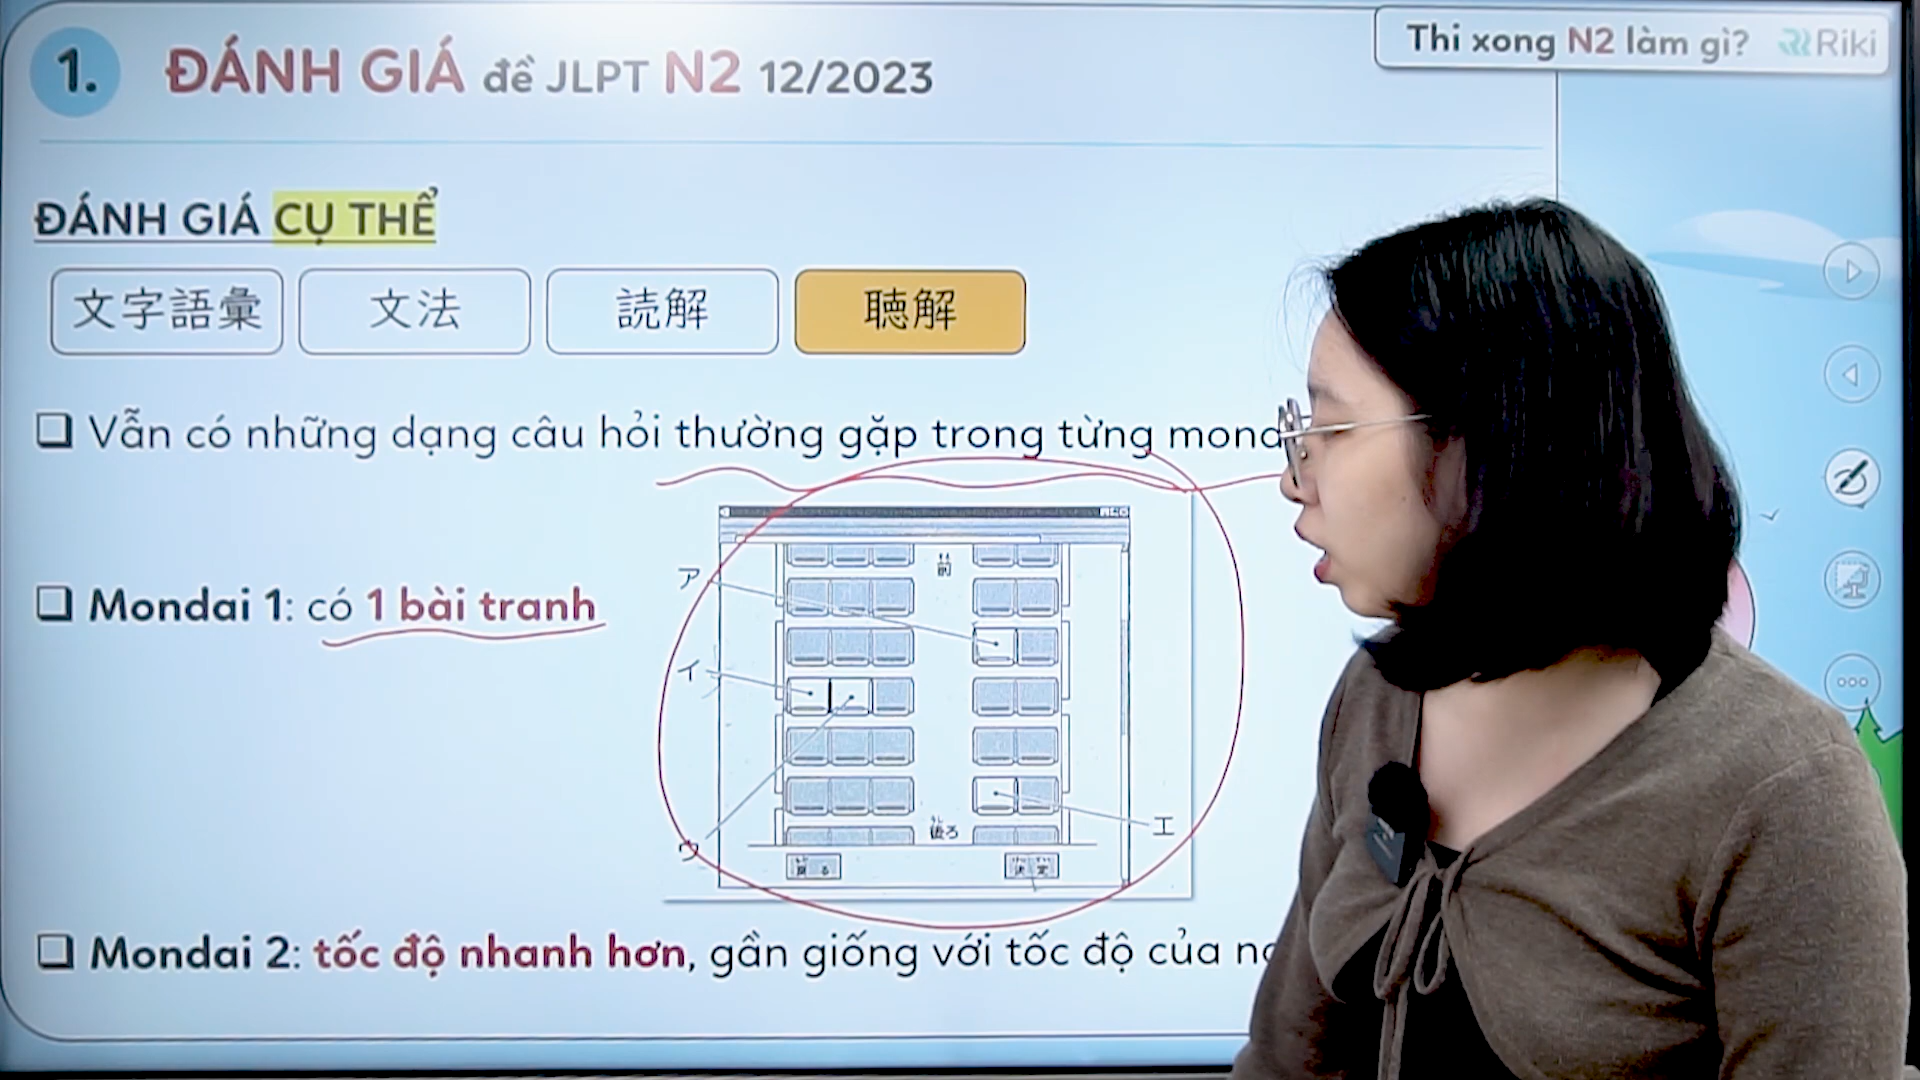 1. ĐÁNH GIÁ đề JLPT N2 12/2023
Thi xong N2 làm gì? Riki
ĐÁNH GIÁ CỤ THỂ
文字語彙 文法 読解 聴解
Vẫn có những dạng câu hỏi thường gặp trong từng
Mondai 1: có 1 bài tranh
前
ア
イ
ウ
エ
後ろ
戻る 決定
Mondai 2: tốc độ nhanh hơn, gần giống với tốc độ của